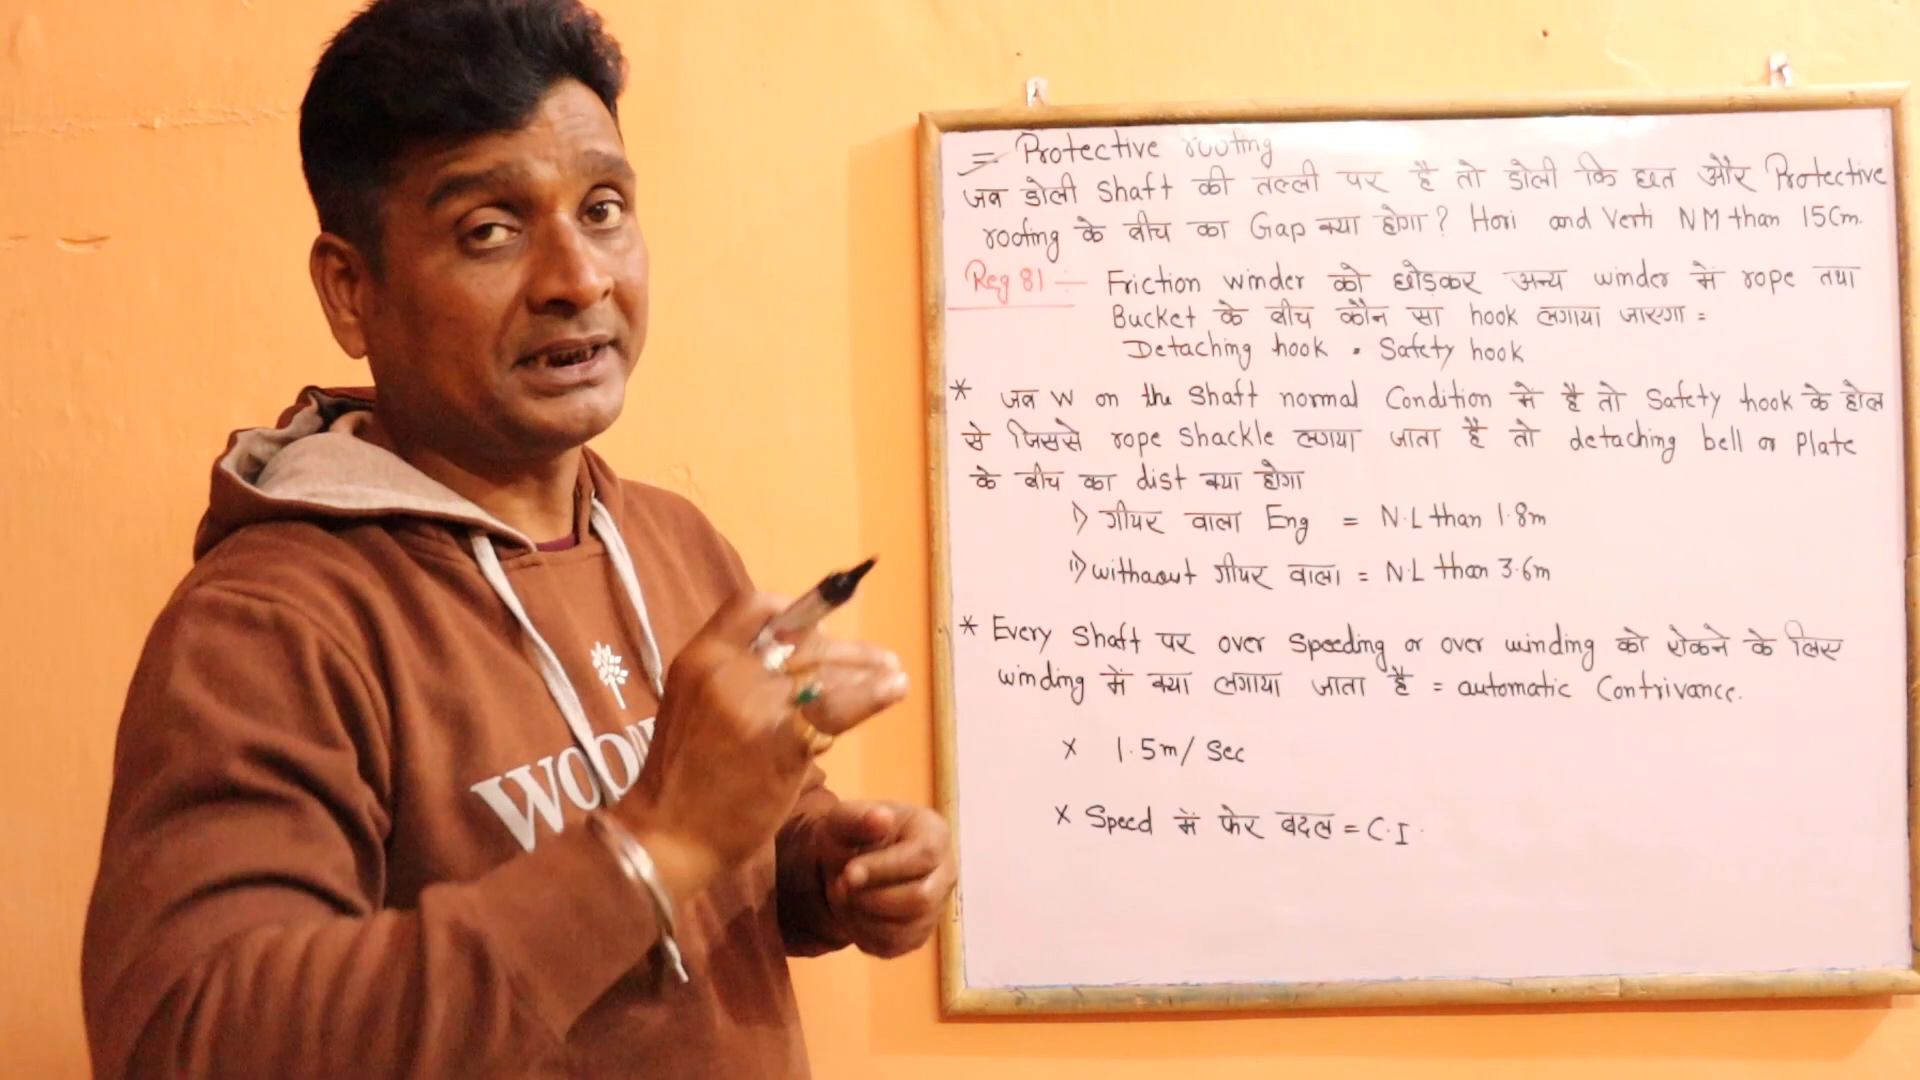 = Protective roofing
जब डोली Shaft की तल्ली पर है तो डोली कि छत और Protective
roofing के बीच का Gap क्या होगा ? Hori and Verti N M than 15Cm.
Reg 81 :- Friction winder को छोड़कर अन्य winder में rope तथा
Bucket के बीच कौन सा hook लगाया जाएगा =
Detaching hook . Safety hook
* जब W on the Shaft normal Condition में है तो Safety hook के होल
से जिससे rope Shackle लगाया जाता है तो detaching bell or Plate
के बीच का dist क्या होगा
i) गीयर वाला Eng = N.L than 1.8m
ii) withaout गीयर वाला = N.L than 3.6m
* Every Shaft पर over Speeding or over winding को रोकने के लिए
winding में क्या लगाया जाता है = automatic Contrivance.
x 1.5m/ Sec
x Speed में फेर बदल = C.I.